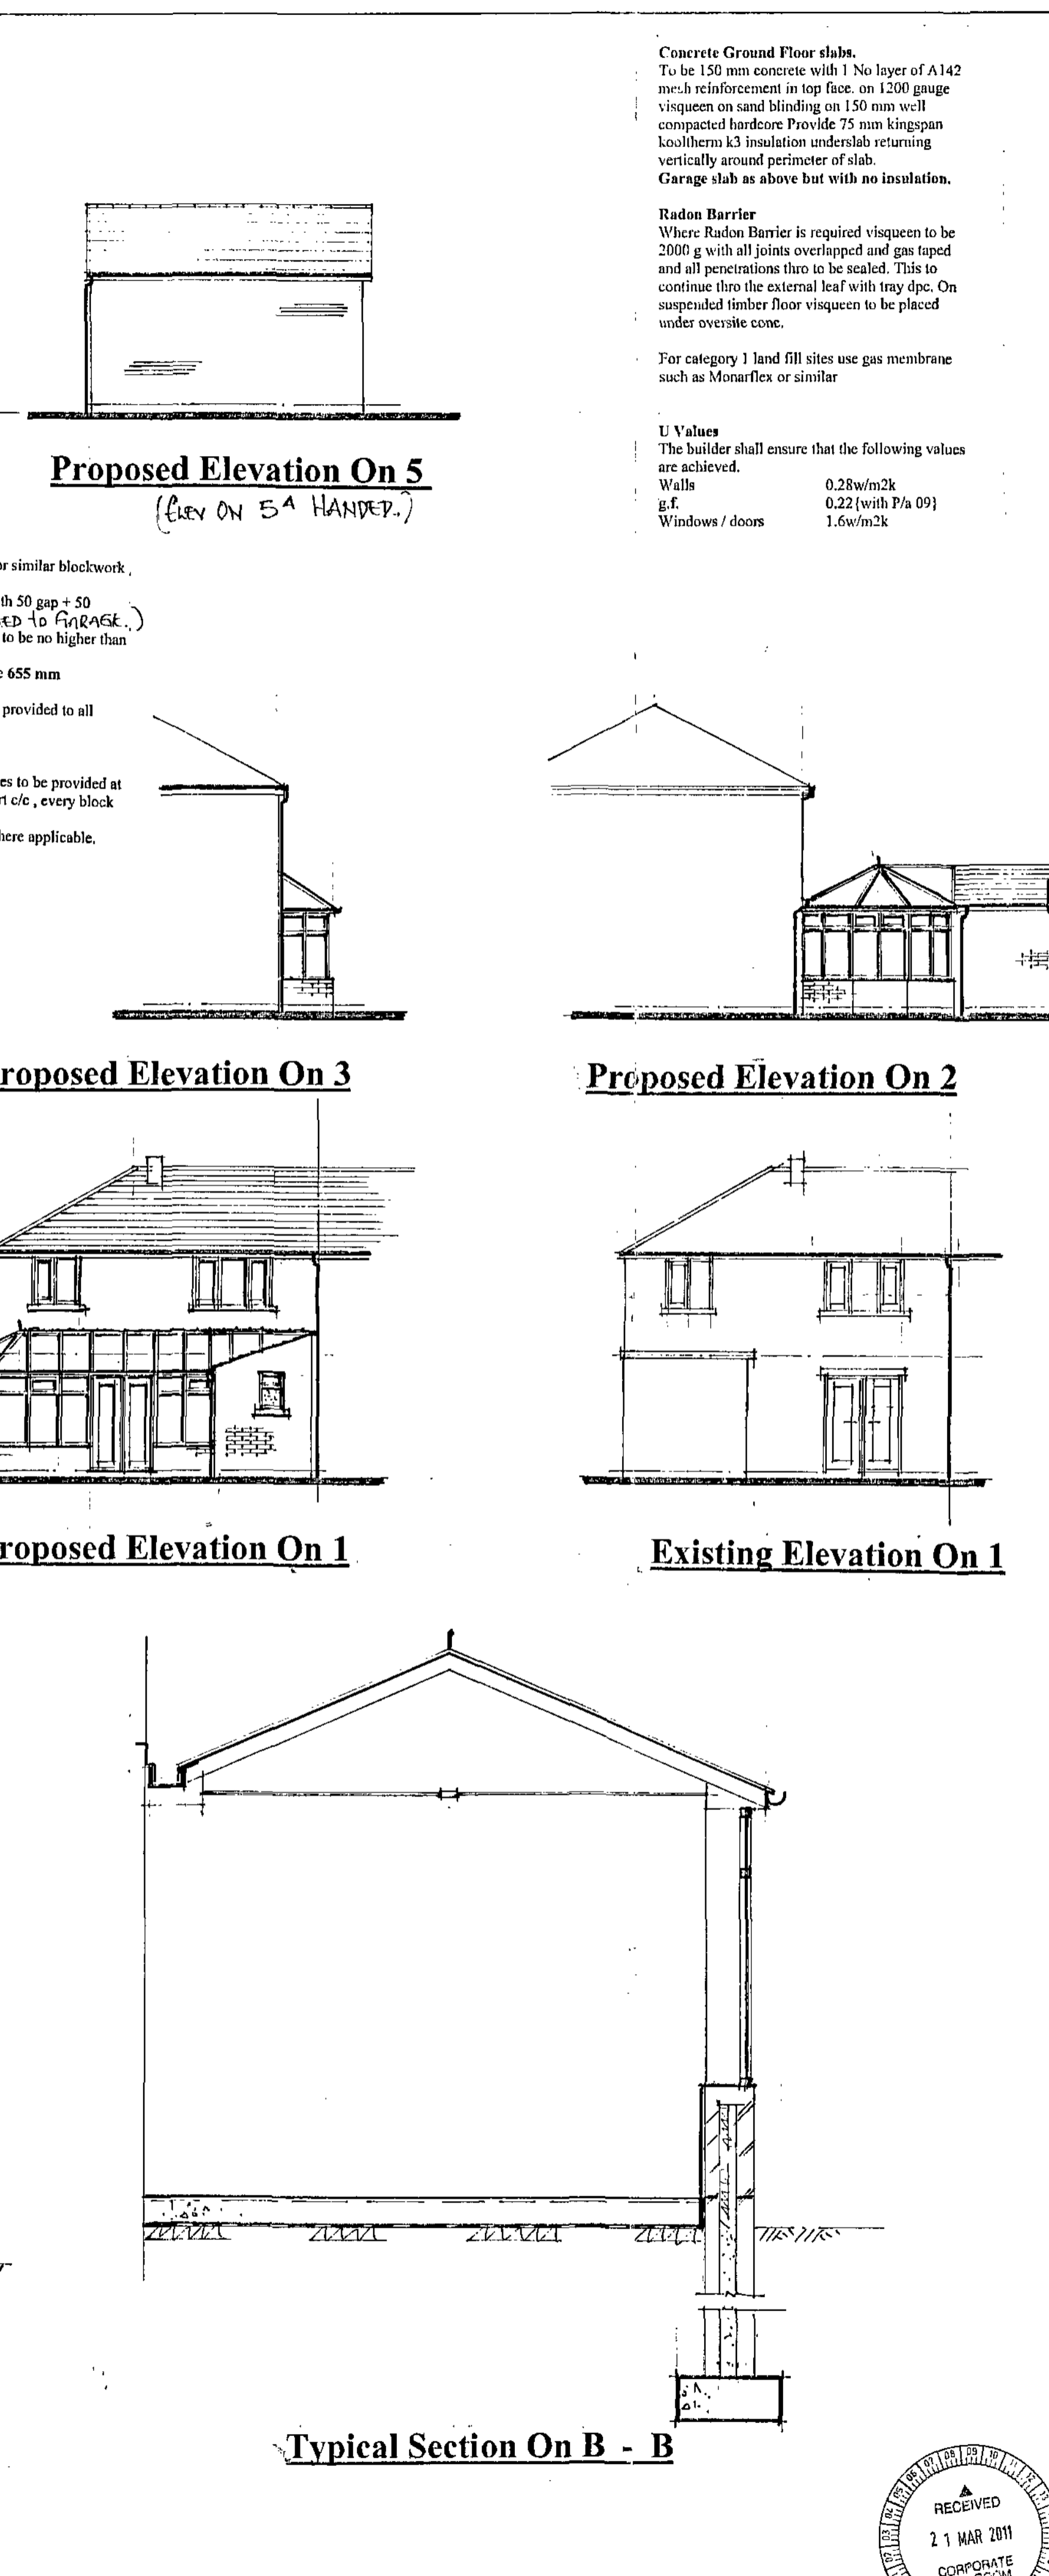 Concrete Ground Floor slabs.
To be 150 mm concrete with 1 No layer of A142
mesh reinforcement in top face. on 1200 gauge
visqueen on sand blinding on 150 mm well
compacted hardcore Provide 75 mm kingspan
kooltherm k3 insulation underslab returning
vertically around perimeter of slab.
Garage slab as above but with no insulation.
Radon Barrier
Where Radon Barrier is required visqueen to be
2000 g with all joints overlapped and gas taped
and all penetrations thro to be sealed. This to
continue thro the external leaf with tray dpc. On
suspended timber floor visqueen to be placed
under oversite conc.
For category 1 land fill sites use gas membrane
such as Monarflex or similar
U Values
The builder shall ensure that the following values
are achieved.
Walls 0.28w/m2k
g.f. 0.22{with P/a 09}
Windows / doors 1.6w/m2k
Proposed Elevation On 5
(ELEV ON 5A HANDED.)
or similar blockwork,
th 50 gap + 50
ED to GARAGE.)
to be no higher than
655 mm
provided to all
es to be provided at
c/c , every block
here applicable.
roposed Elevation On 3
Proposed Elevation On 2
roposed Elevation On 1
Existing Elevation On 1
Typical Section On B - B
RECEIVED
21 MAR 2011
CORPORATE